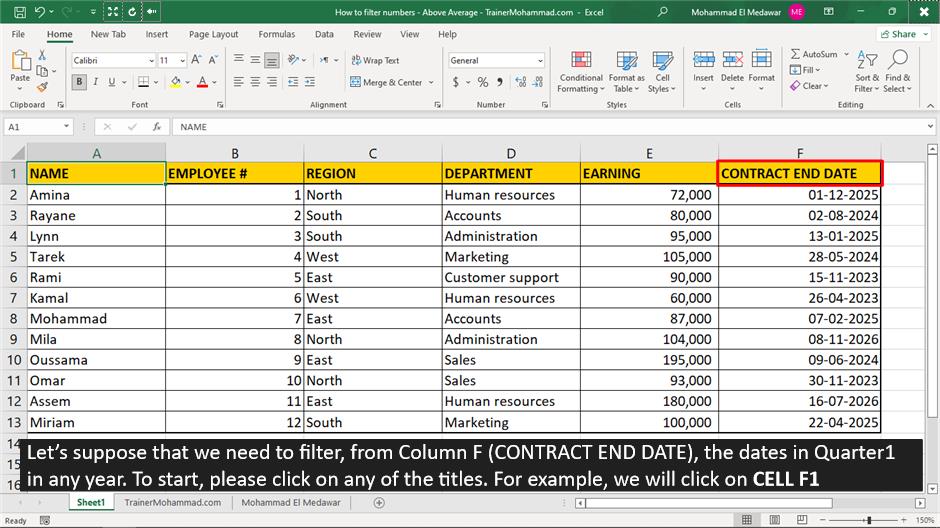 How to filter numbers - Above Average - TrainerMohammad.com - Excel
Mohammad El Medawar ME
File Home New Tab Insert Page Layout Formulas Data Review View Help Share
Calibri 11 A A Wrap Text General AutoSum
Paste B I U Merge & Center $ % Conditional Formatting Format as Table Cell Styles Insert Delete Format Fill Clear Sort & Filter Find & Select
Clipboard Font Alignment Number Styles Cells Editing
A1 fx NAME
A B C D E F
1 NAME EMPLOYEE # REGION DEPARTMENT EARNING CONTRACT END DATE
2 Amina 1 North Human resources 72,000 01-12-2025
3 Rayane 2 South Accounts 80,000 02-08-2024
4 Lynn 3 South Administration 95,000 13-01-2025
5 Tarek 4 West Marketing 105,000 28-05-2024
6 Rami 5 East Customer support 90,000 15-11-2023
7 Kamal 6 West Human resources 60,000 26-04-2023
8 Mohammad 7 East Accounts 87,000 07-02-2025
9 Mila 8 North Administration 104,000 08-11-2026
10 Oussama 9 East Sales 195,000 09-06-2024
11 Omar 10 North Sales 93,000 30-11-2023
12 Assem 11 East Human resources 180,000 16-07-2026
13 Miriam 12 South Marketing 100,000 22-04-2025
14
Let's suppose that we need to filter, from Column F (CONTRACT END DATE), the dates in Quarter1
15
in any year. To start, please click on any of the titles. For example, we will click on CELL F1
16
Sheet1 TrainerMohammad.com Mohammad El Medawar
Ready 150%